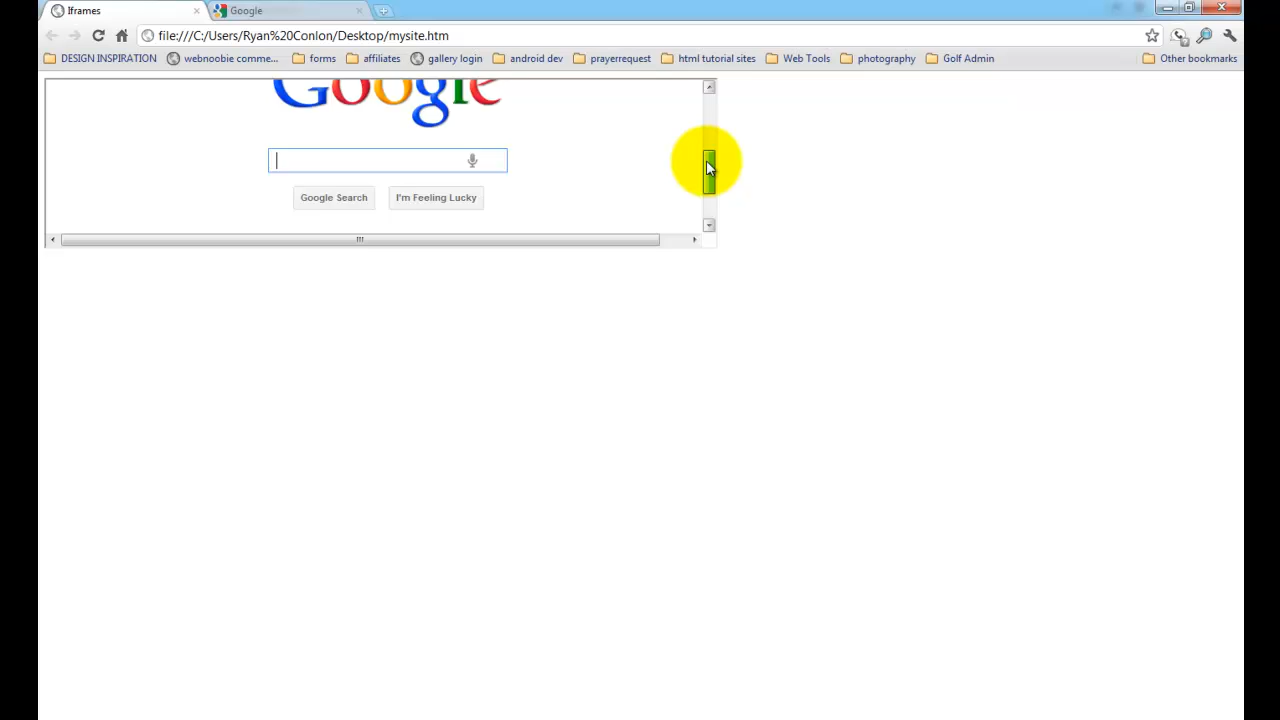 Iframes
Google
file:///C:/Users/Ryan%20Conlon/Desktop/mysite.htm
DESIGN INSPIRATION webnoobie comme... forms affiliates gallery login android dev prayerrequest html tutorial sites Web Tools photography Golf Admin Other bookmarks
Google
Google Search I'm Feeling Lucky